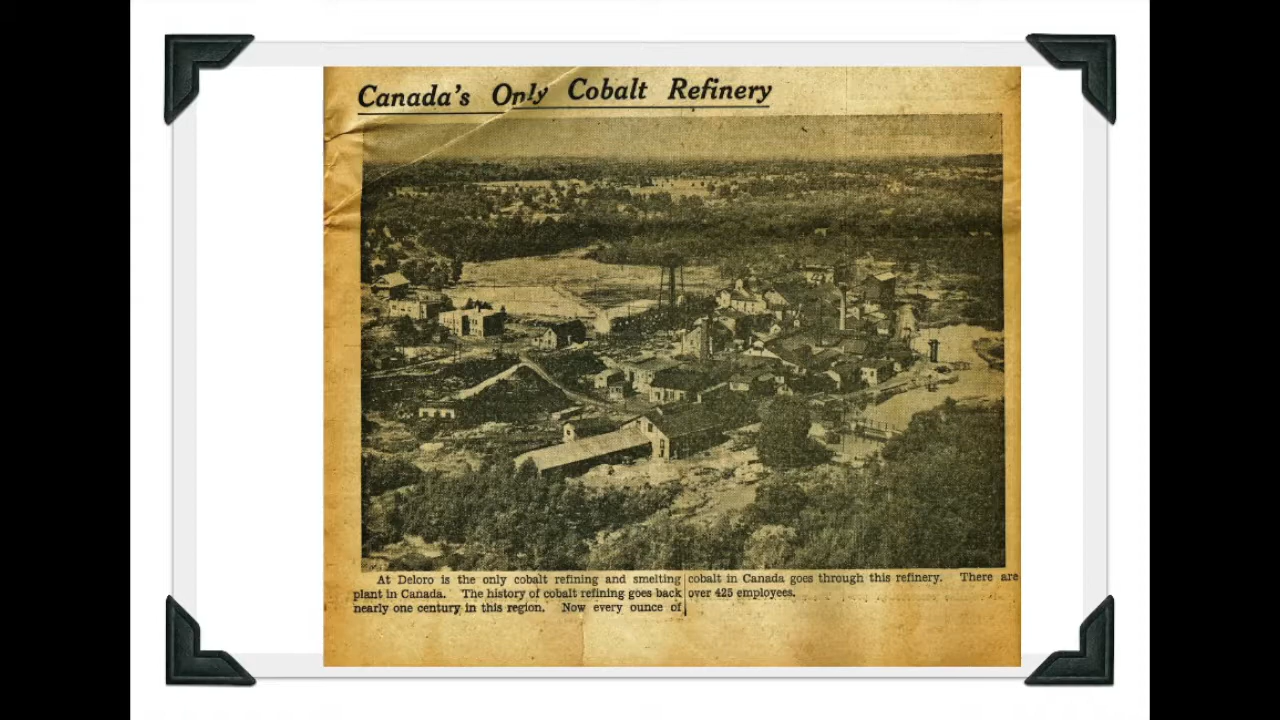 Canada's Only Cobalt Refinery
At Deloro is the only cobalt refining and smelting
plant in Canada. The history of cobalt refining goes back
nearly one century in this region. Now every ounce of
cobalt in Canada goes through this refinery. There are
over 425 employees.